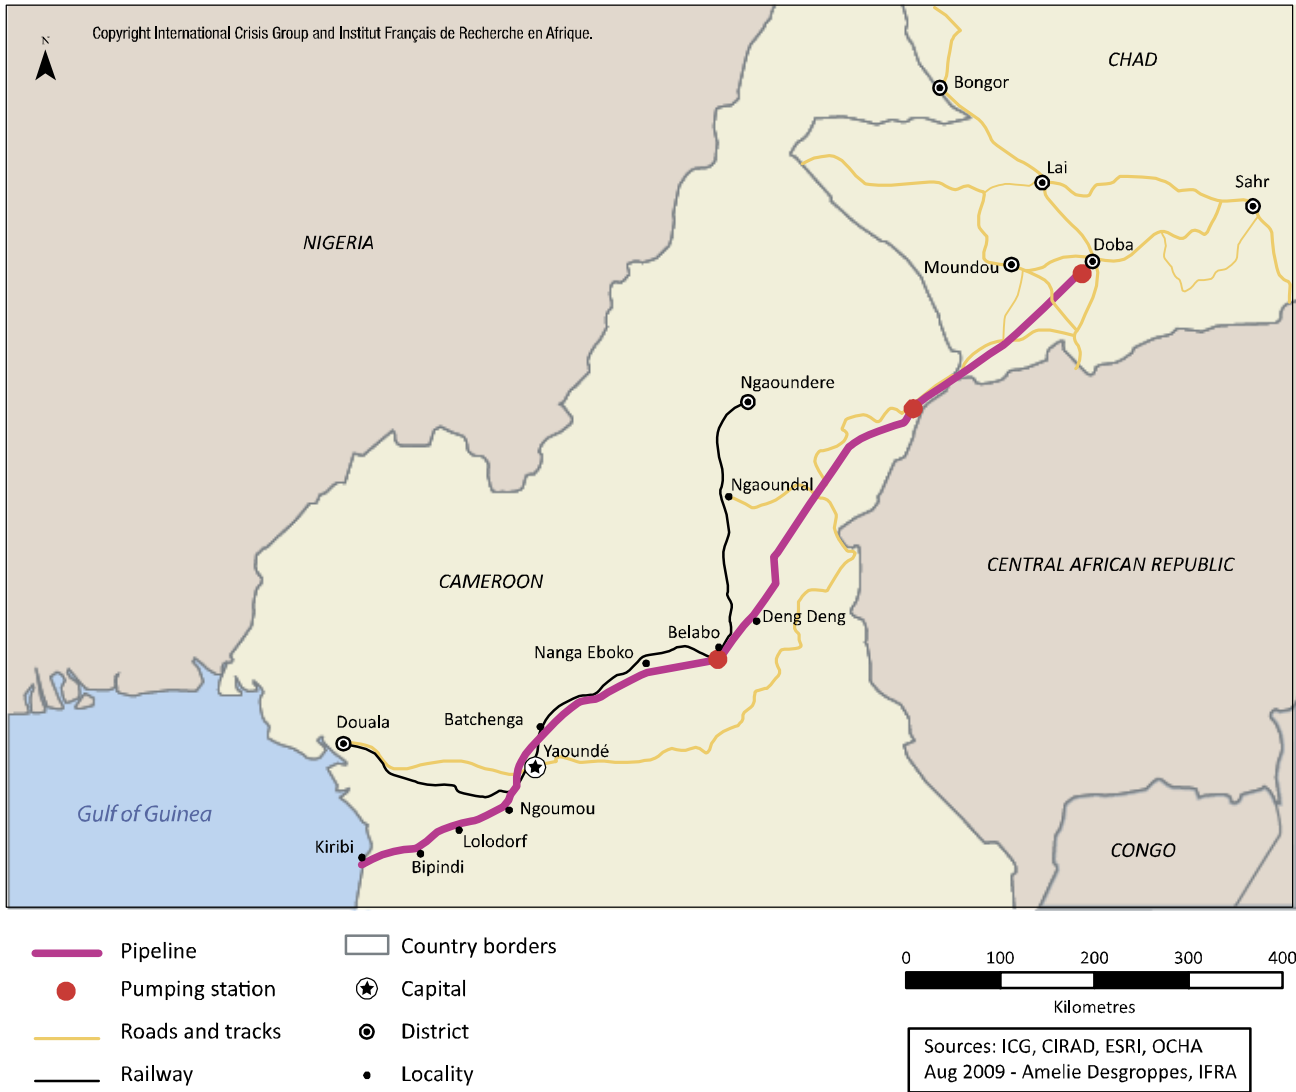 N
Copyright International Crisis Group and Institut Français de Recherche en Afrique.
CHAD
Bongor
Lai
Sahr
NIGERIA
Doba
Moundou
Ngaoundere
Ngaoundal
CENTRAL AFRICAN REPUBLIC
CAMEROON
Deng Deng
Belabo
Nanga Eboko
Batchenga
Douala
Yaoundé
Gulf of Guinea
Ngoumou
Lolodorf
Kiribi
Bipindi
CONGO
Pipeline
Pumping station
Roads and tracks
Railway
Country borders
Capital
District
Locality
0 100 200 300 400
Kilometres
Sources: ICG, CIRAD, ESRI, OCHA
Aug 2009 - Amelie Desgroppes, IFRA